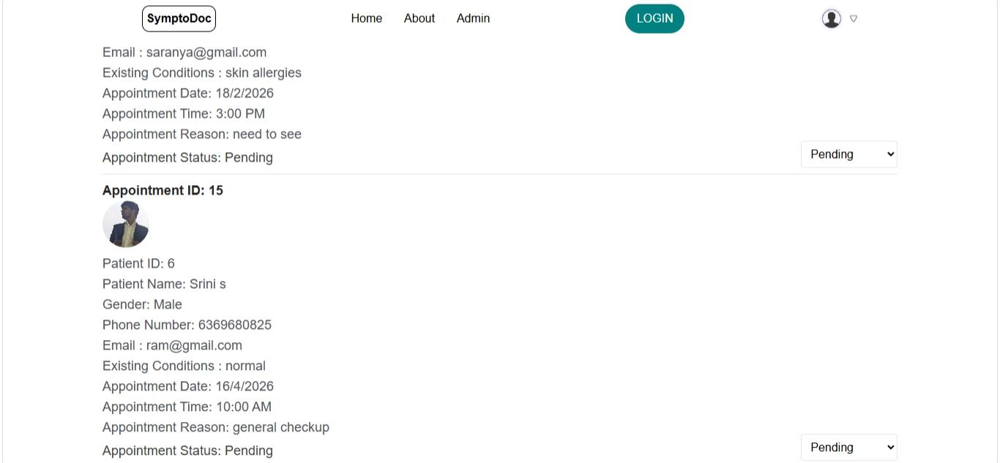 SymptoDoc Home About Admin LOGIN
Email : saranya@gmail.com
Existing Conditions : skin allergies
Appointment Date: 18/2/2026
Appointment Time: 3:00 PM
Appointment Reason: need to see
Appointment Status: Pending Pending
Appointment ID: 15
Patient ID: 6
Patient Name: Srini s
Gender: Male
Phone Number: 6369680825
Email : ram@gmail.com
Existing Conditions : normal
Appointment Date: 16/4/2026
Appointment Time: 10:00 AM
Appointment Reason: general checkup
Appointment Status: Pending Pending